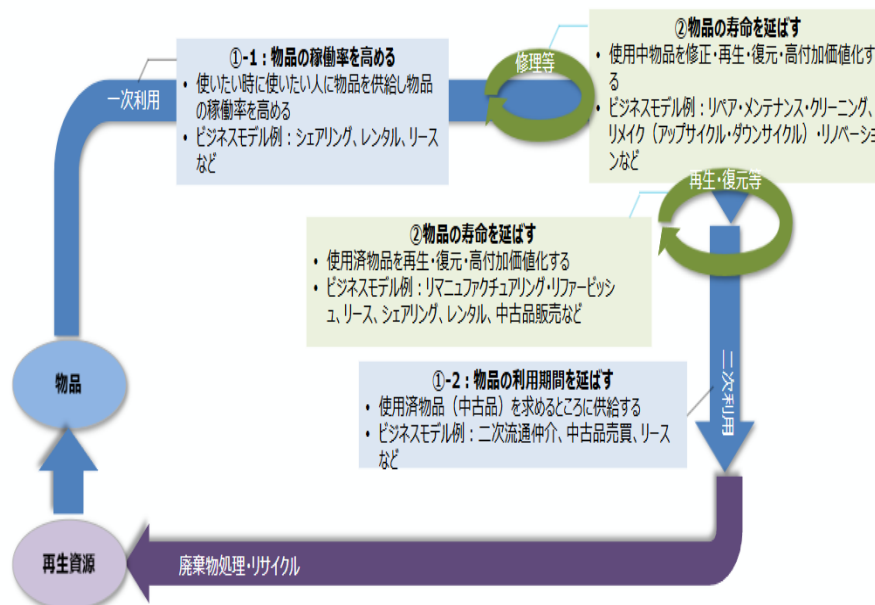 ①-1：物品の稼働率を高める
• 使いたい時に使いたい人に物品を供給し物品
の稼働率を高める
• ビジネスモデル例：シェアリング、レンタル、リース
など
一次利用
修理等
②物品の寿命を延ばす
• 使用中物品を修正・再生・復元・高付加価値化す
る
• ビジネスモデル例：リペア・メンテナンス・クリーニング、
リメイク（アップサイクル・ダウンサイクル）・リノベーショ
ンなど
再生・復元等
②物品の寿命を延ばす
• 使用済物品を再生・復元・高付加価値化する
• ビジネスモデル例：リマニュファクチュアリング・リファービッシ
ュ、リース、シェアリング、レンタル、中古品販売など
二次利用
①-2：物品の利用期間を延ばす
• 使用済物品（中古品）を求めるところに供給する
• ビジネスモデル例：二次流通仲介、中古品売買、リース
など
物品
再生資源
廃棄物処理・リサイクル